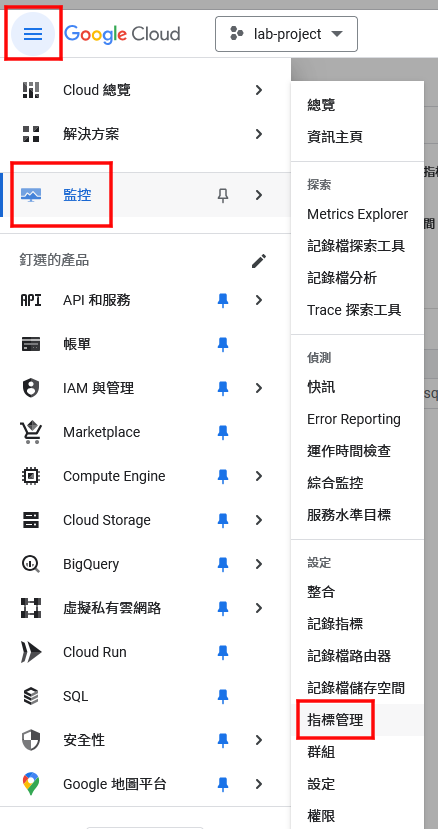 Google Cloud
lab-project
Cloud 總覽
解決方案
監控
釘選的產品
API API 和服務
帳單
IAM 與管理
Marketplace
Compute Engine
Cloud Storage
BigQuery
虛擬私有雲網路
Cloud Run
SQL
安全性
Google 地圖平台
總覽
資訊主頁
探索
Metrics Explorer
記錄檔探索工具
記錄檔分析
Trace 探索工具
偵測
快訊
Error Reporting
運作時間檢查
綜合監控
服務水準目標
設定
整合
記錄指標
記錄檔路由器
記錄檔儲存空間
指標管理
群組
設定
權限
指
間
sq